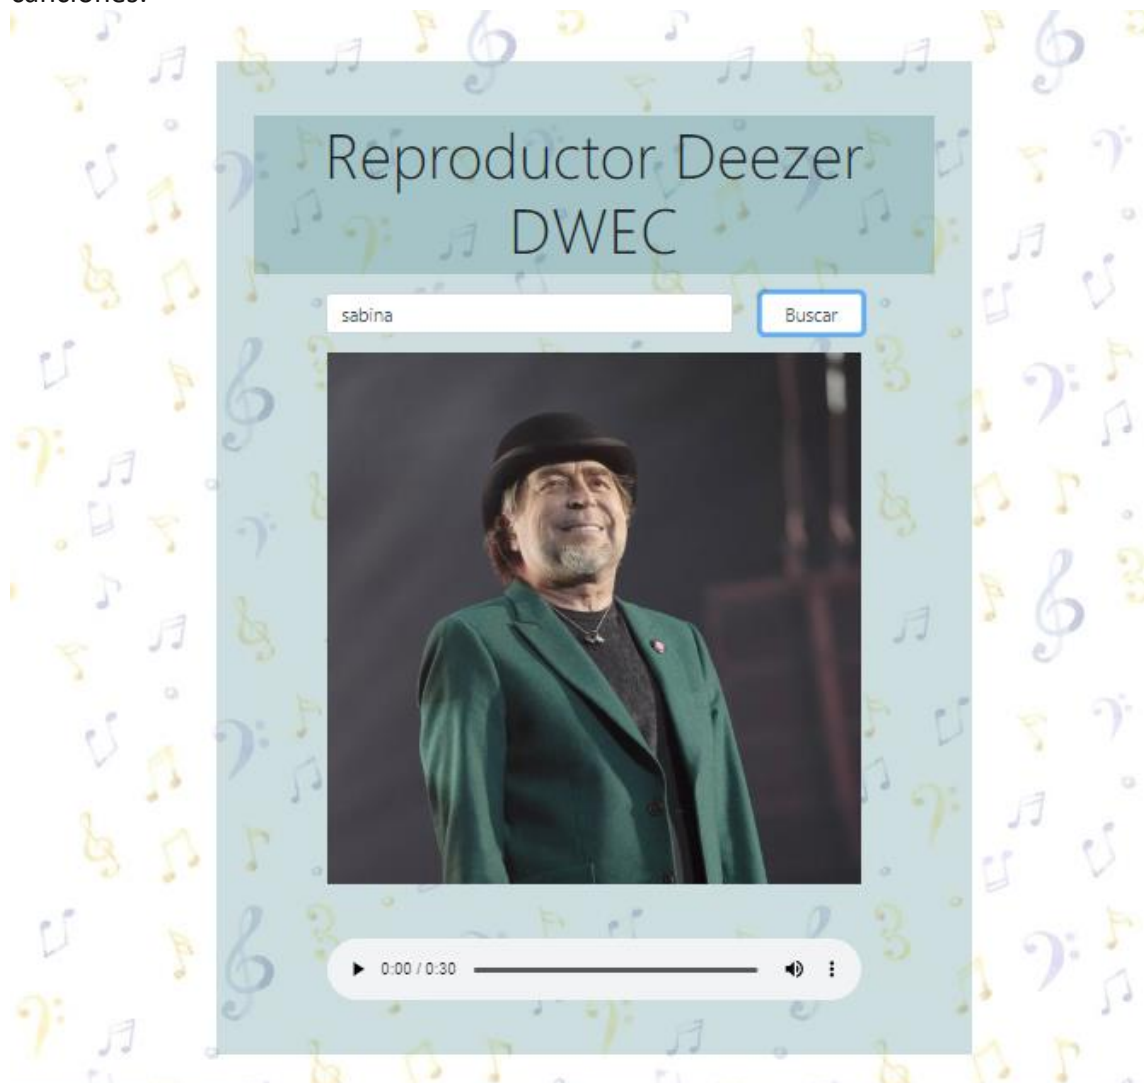 canciones.
Reproductor Deezer
DWEC
sabina
Buscar
0:00 / 0:30